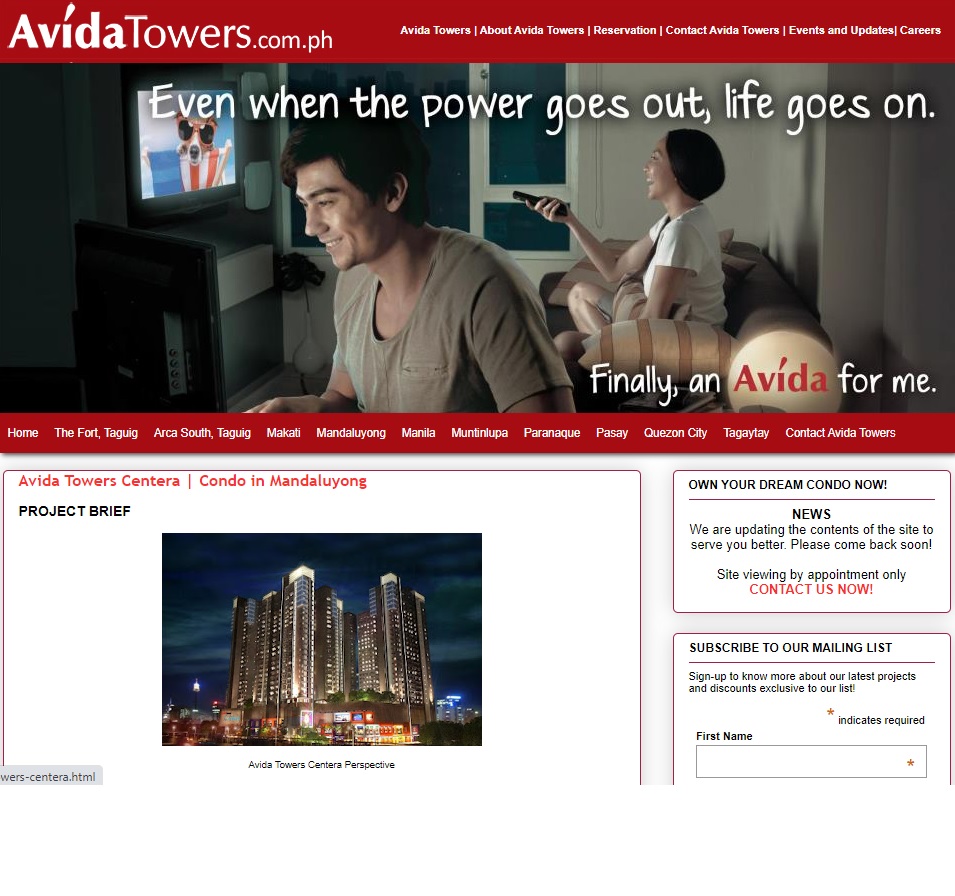 AvidaTowers.com.ph
Avida Towers | About Avida Towers | Reservation | Contact Avida Towers | Events and Updates| Careers
Even when the power goes out, life goes on.
Finally, an Avida for me.
Home The Fort, Taguig Arca South, Taguig Makati Mandaluyong Manila Muntinlupa Paranaque Pasay Quezon City Tagaytay Contact Avida Towers
Avida Towers Centera | Condo in Mandaluyong
PROJECT BRIEF
Avida Towers Centera Perspective
wers-centera.html
OWN YOUR DREAM CONDO NOW!
NEWS
We are updating the contents of the site to
serve you better. Please come back soon!
Site viewing by appointment only
CONTACT US NOW!
SUBSCRIBE TO OUR MAILING LIST
Sign-up to know more about our latest projects
and discounts exclusive to our list!
* indicates required
First Name
*